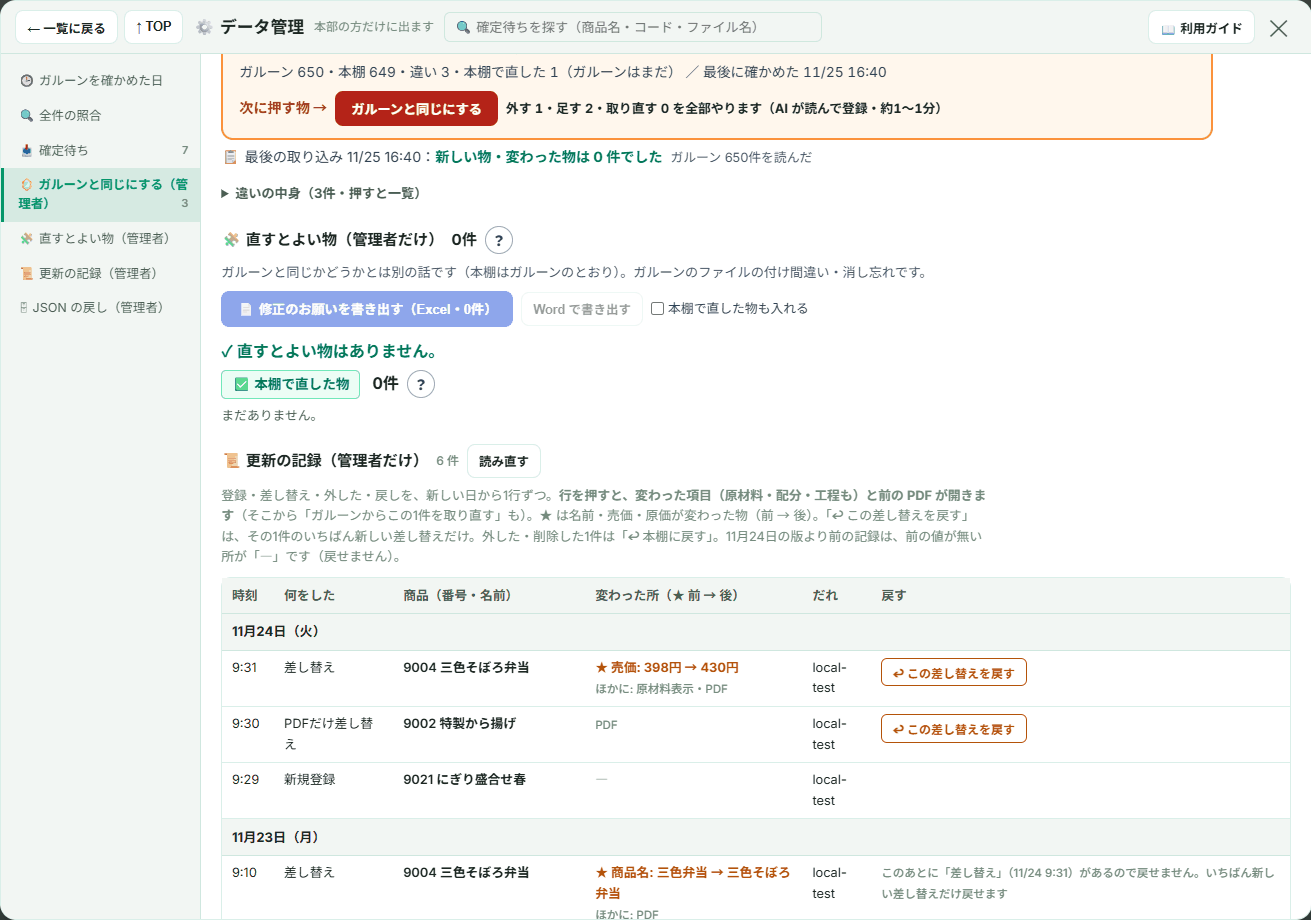 ←一覧に戻る
↑TOP
データ管理
本部の方だけに出ます
確定待ちを探す（商品名・コード・ファイル名）
利用ガイド
ガルーンを確かめた日
全件の照合
確定待ち 7
ガルーンと同じにする（管
理者） 3
直すとよい物（管理者）
更新の記録（管理者）
JSON の戻し（管理者）
ガルーン 650・本棚 649・違い 3・本棚で直した 1（ガルーンはまだ） ／ 最後に確かめた 11/25 16:40
次に押す物 → ガルーンと同じにする 外す 1・足す 2・取り直す 0 を全部やります（AI が読んで登録・約1〜1分）
最後の取り込み 11/25 16:40：新しい物・変わった物は 0 件でした ガルーン 650件を読んだ
▶ 違いの中身（3件・押すと一覧）
直すとよい物（管理者だけ） 0件 ?
ガルーンと同じかどうかとは別の話です（本棚はガルーンのとおり）。ガルーンのファイルの付け間違い・消し忘れです。
修正のお願いを書き出す（Excel・0件） Word で書き出す 本棚で直した物も入れる
✓ 直すとよい物はありません。
本棚で直した物 0件 ?
まだありません。
更新の記録（管理者だけ） 6 件 読み直す
登録・差し替え・外した・戻しを、新しい日から1行ずつ。行を押すと、変わった項目（原材料・配分・工程も）と前の PDF が開きま
す（そこから「ガルーンからこの1件を取り直す」も）。★ は名前・売価・原価が変わった物（前 → 後）。「↩ この差し替えを戻す」
は、その1件のいちばん新しい差し替えだけ。外した・削除した1件は「↩ 本棚に戻す」。11月24日の版より前の記録は、前の値が無い
所が「—」です（戻せません）。
時刻 何をした 商品（番号・名前） 変わった所（★ 前 → 後） だれ 戻す
11月24日（火）
9:31 差し替え 9004 三色そぼろ弁当 ★ 売価: 398円 → 430円 local- ↩ この差し替えを戻す
ほかに: 原材料表示・PDF test
9:30 PDFだけ差し替 9002 特製から揚げ PDF local- ↩ この差し替えを戻す
え test
9:29 新規登録 9021 にぎり盛合せ春 — local-
test
11月23日（月）
9:10 差し替え 9004 三色そぼろ弁当 ★ 商品名: 三色弁当 → 三色そぼろ local- このあとに「差し替え」（11/24 9:31）があるので戻せません。いちばん新し
弁当 test い差し替えだけ戻せます
ほかに: PDF